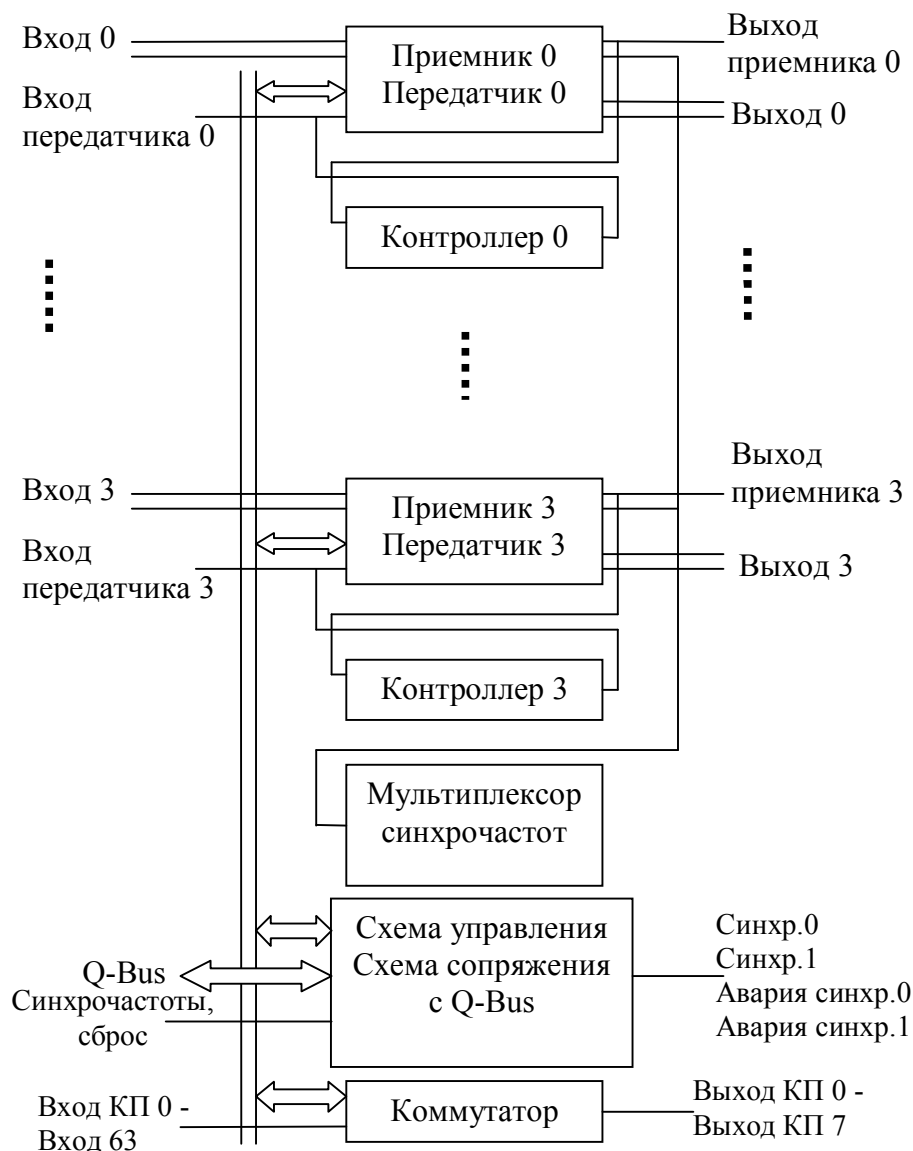 Вход 0
Приемник 0
Передатчик 0
Выход
приемника 0
Вход
передатчика 0
Выход 0
Контроллер 0
Вход 3
Приемник 3
Передатчик 3
Выход
приемника 3
Вход
передатчика 3
Выход 3
Контроллер 3
Мультиплексор
синхрочастот
Q-Bus
Синхрочастоты,
сброс
Схема управления
Схема сопряжения
с Q-Bus
Синхр.0
Синхр.1
Авария синхр.0
Авария синхр.1
Вход КП 0 -
Вход 63
Коммутатор
Выход КП 0 -
Выход КП 7